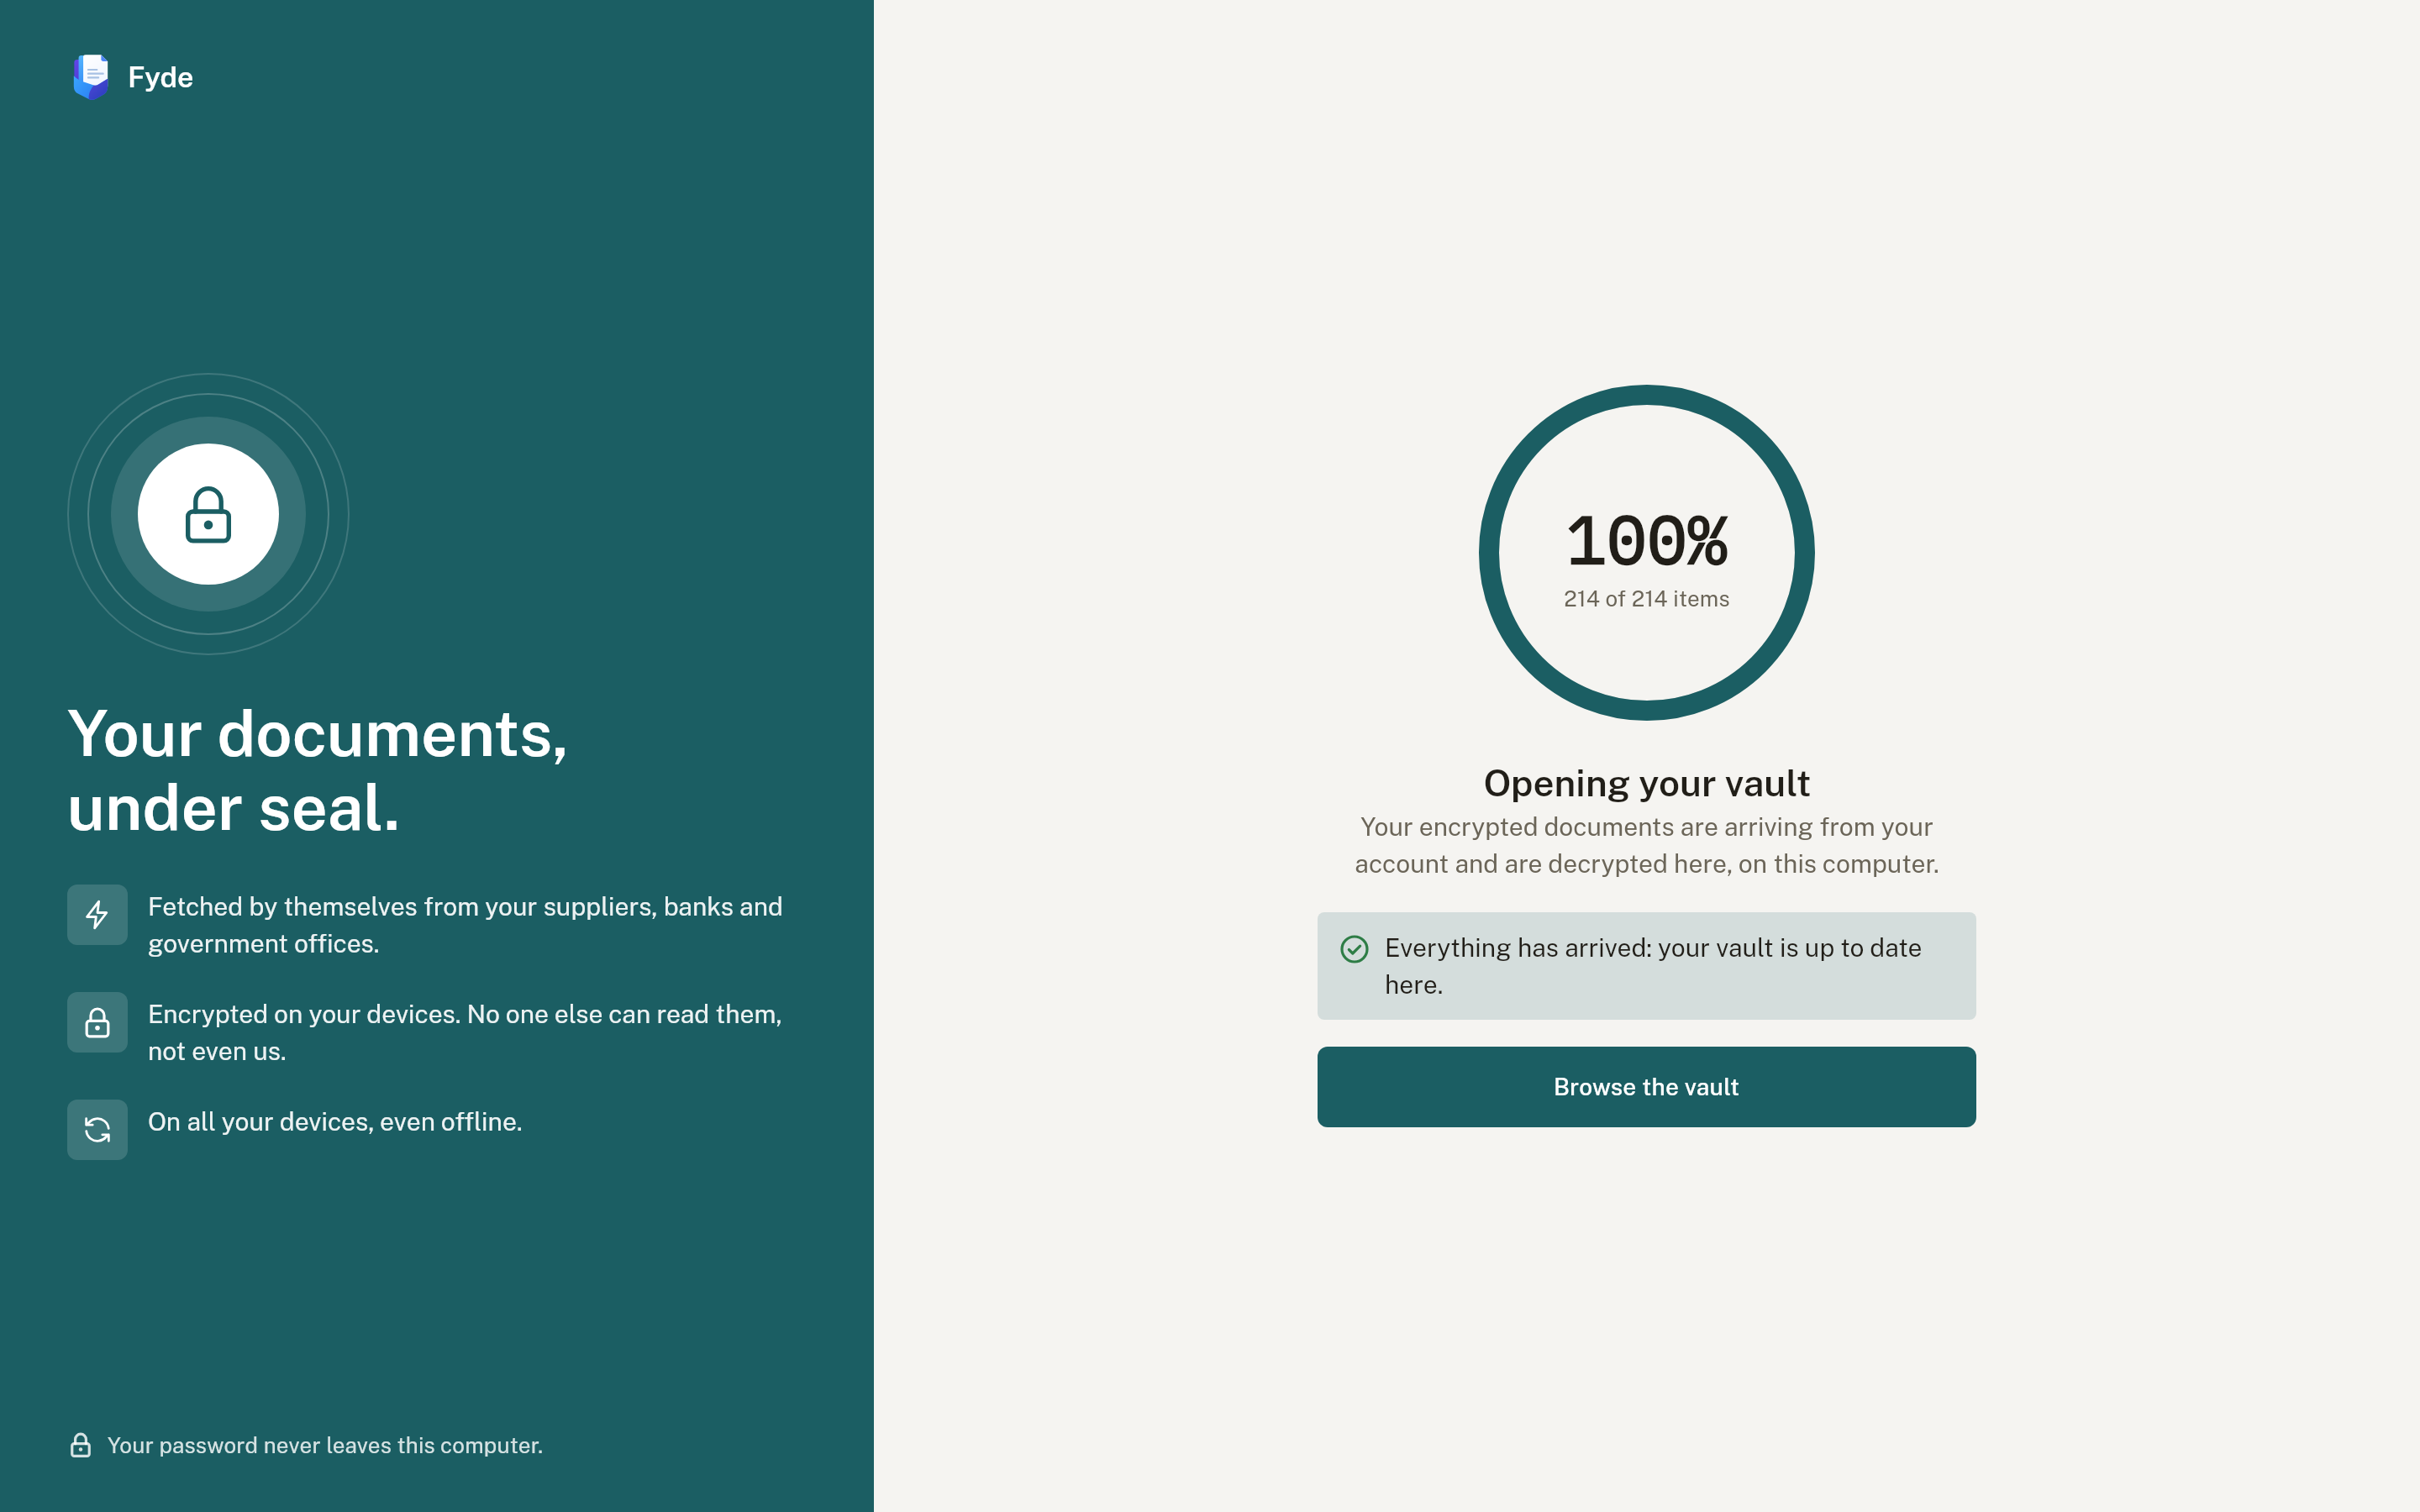 Fyde
Your documents,
under seal.
Fetched by themselves from your suppliers, banks and
government offices.
Encrypted on your devices. No one else can read them,
not even us.
On all your devices, even offline.
Your password never leaves this computer.
100%
214 of 214 items
Opening your vault
Your encrypted documents are arriving from your
account and are decrypted here, on this computer.
Everything has arrived: your vault is up to date
here.
Browse the vault